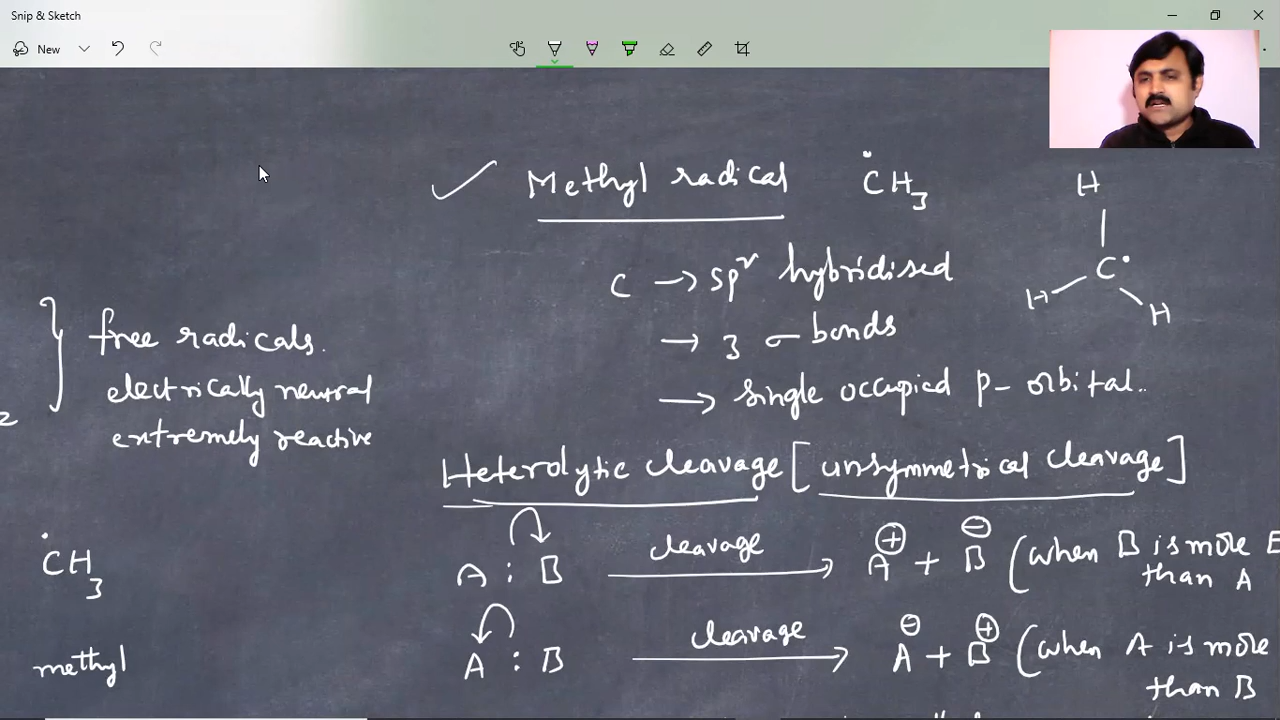 Snip & Sketch
New
✓ Methyl radical ĊH₃
H
C•
H H
C → sp² hybridised
→ 3 σ bonds
→ single occupied p-orbital..
} free radicals.
electrically neutral
extremely reactive
2
Heterolytic cleavage [unsymmetrical cleavage]
A : B cleavage → A⊕ + B⊖ (when B is more E
than A
A : B cleavage → A⊖ + B⊕ (when A is more
than B
ĊH₃
methyl